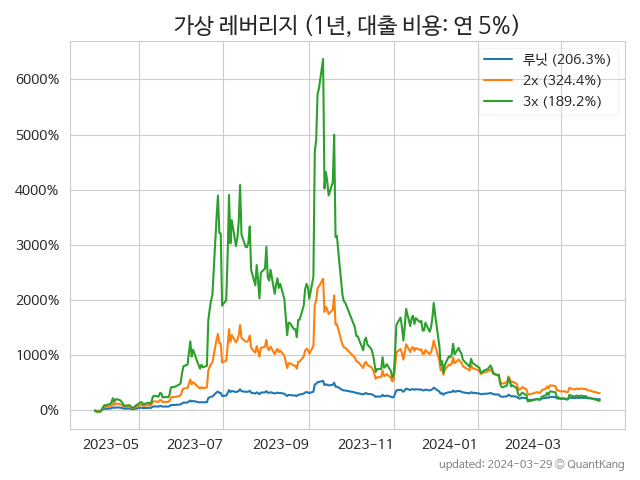 가상 레버리지 (1년, 대출 비용: 연 5%)
루닛 (206.3%)
2x (324.4%)
3x (189.2%)
6000%
5000%
4000%
3000%
2000%
1000%
0%
2023-05 2023-07 2023-09 2023-11 2024-01 2024-03
updated: 2024-03-29 © QuantKang